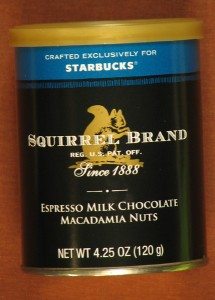 CRAFTED EXCLUSIVELY FOR
STARBUCKS®
SQUIRREL BRAND
REG. U.S. PAT. OFF.
Since 1888
ESPRESSO MILK CHOCOLATE
MACADAMIA NUTS
NET WT 4.25 OZ (120 g)